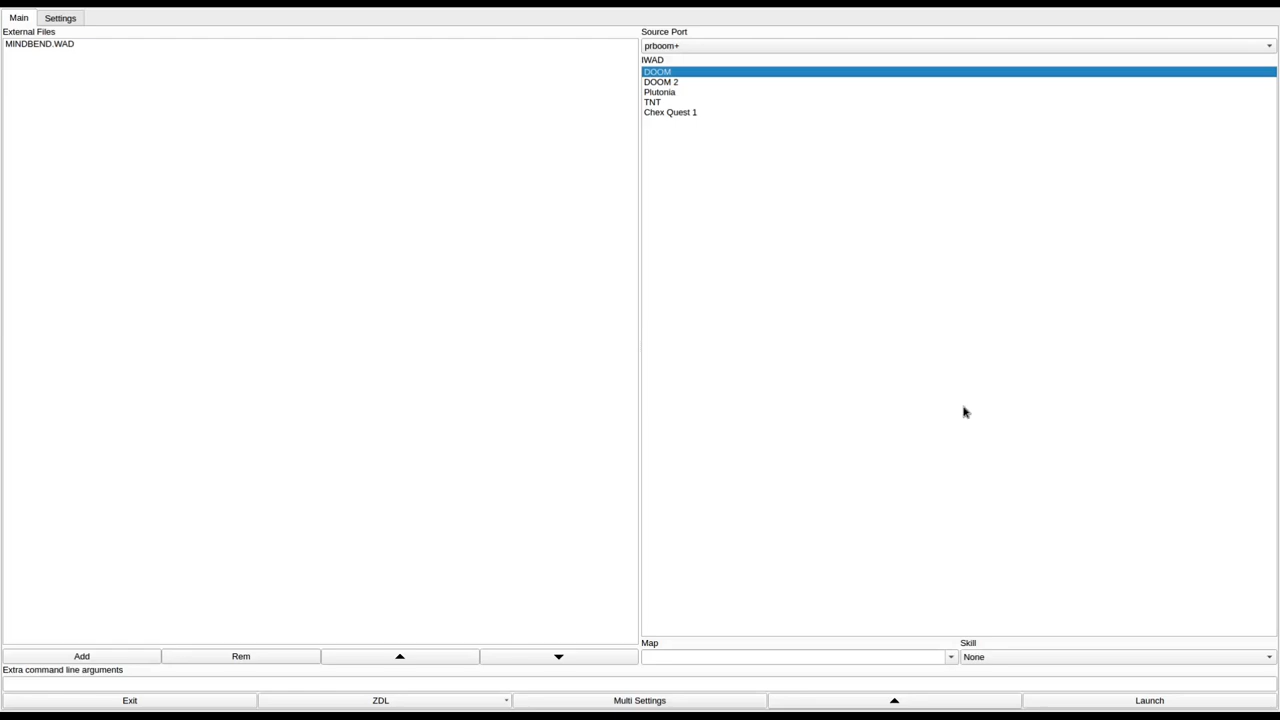 Main Settings
External Files
MINDBEND.WAD
Source Port
prboom+
IWAD
DOOM
DOOM 2
Plutonia
TNT
Chex Quest 1
Add Rem
Map Skill
None
Extra command line arguments
Exit ZDL Multi Settings Launch